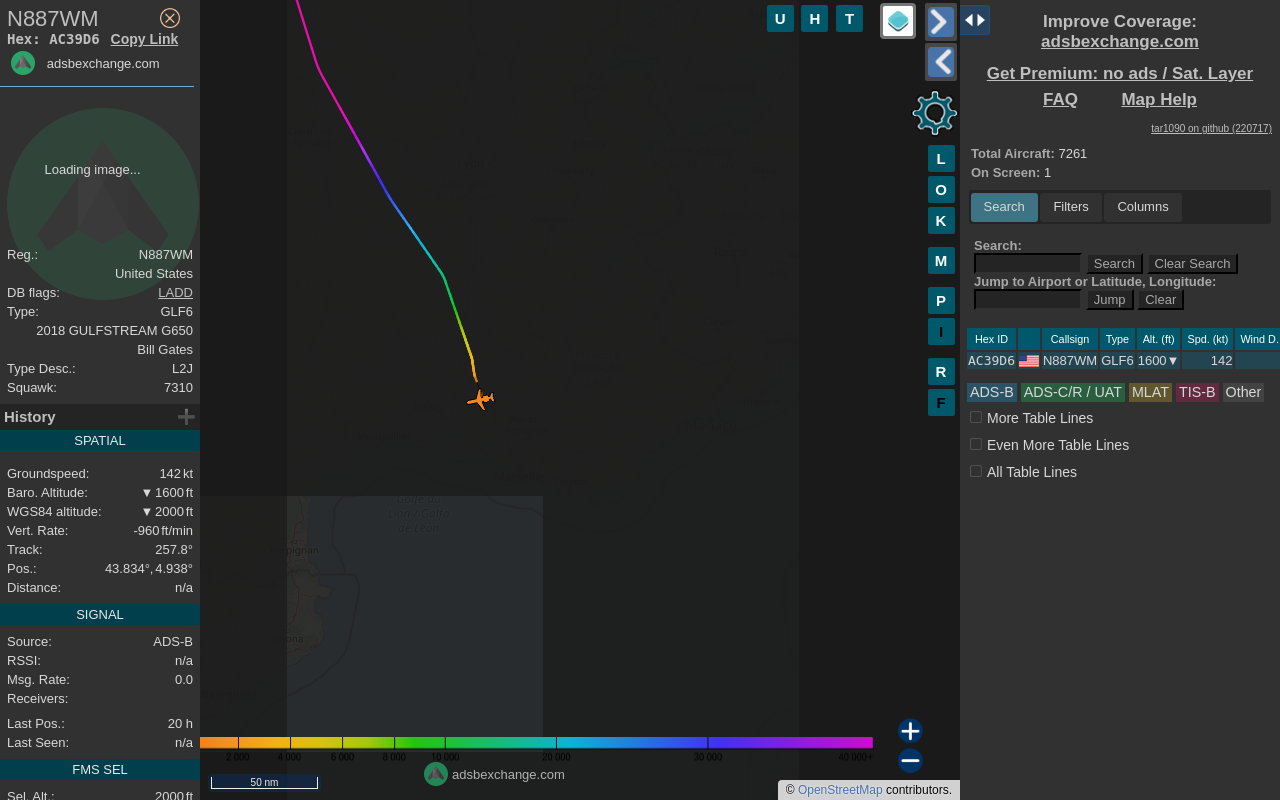 N887WM
Hex: AC39D6 Copy Link
adsbexchange.com
Loading image...
Reg.: N887WM
United States
DB flags: LADD
Type: GLF6
2018 GULFSTREAM G650
Bill Gates
Type Desc.: L2J
Squawk: 7310
History
SPATIAL
Groundspeed: 142 kt
Baro. Altitude: ▼ 1600 ft
WGS84 altitude: ▼ 2000 ft
Vert. Rate: -960 ft/min
Track: 257.8°
Pos.: 43.834°, 4.938°
Distance: n/a
SIGNAL
Source: ADS-B
RSSI: n/a
Msg. Rate: 0.0
Receivers:
Last Pos.: 20 h
Last Seen: n/a
FMS SEL
Sel. Alt.: 2000 ft
U H T
L
O
K
M
P
I
R
F
2 000 4 000 6 000 8 000 10 000 20 000 30 000 40 000+
50 nm
adsbexchange.com
© OpenStreetMap contributors.
Improve Coverage:
adsbexchange.com
Get Premium: no ads / Sat. Layer
FAQ Map Help
tar1090 on github (220717)
Total Aircraft: 7261
On Screen: 1
Search Filters Columns
Search:
Search Clear Search
Jump to Airport or Latitude, Longitude:
Jump Clear
Hex ID Callsign Type Alt. (ft) Spd. (kt) Wind D.
AC39D6 N887WM GLF6 1600▼ 142
ADS-B ADS-C/R / UAT MLAT TIS-B Other
More Table Lines
Even More Table Lines
All Table Lines